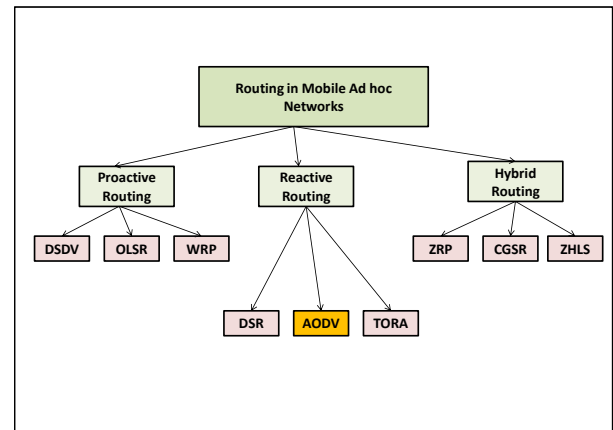 Routing in Mobile Ad hoc
Networks
Proactive
Routing
Reactive
Routing
Hybrid
Routing
DSDV
OLSR
WRP
ZRP
CGSR
ZHLS
DSR
AODV
TORA